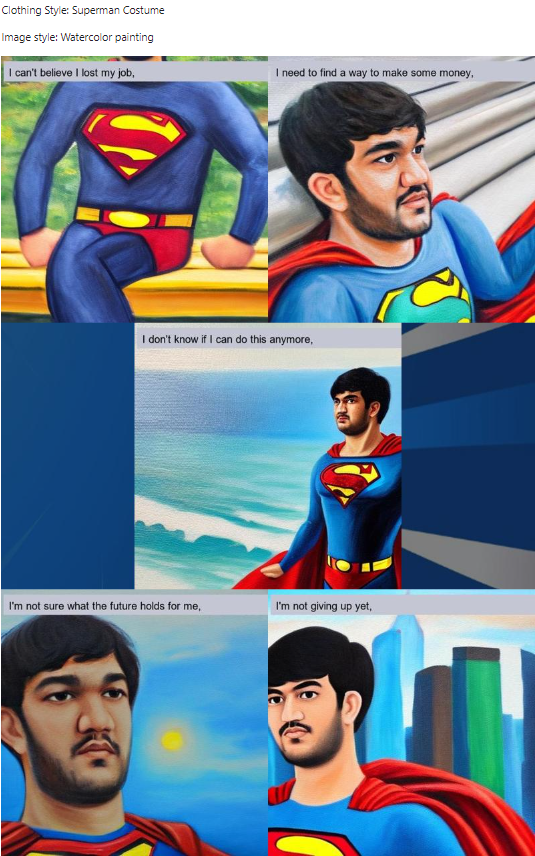 Clothing Style: Superman Costume
Image style: Watercolor painting
I can't believe I lost my job,
I need to find a way to make some money,
I don't know if I can do this anymore,
I'm not sure what the future holds for me,
I'm not giving up yet,